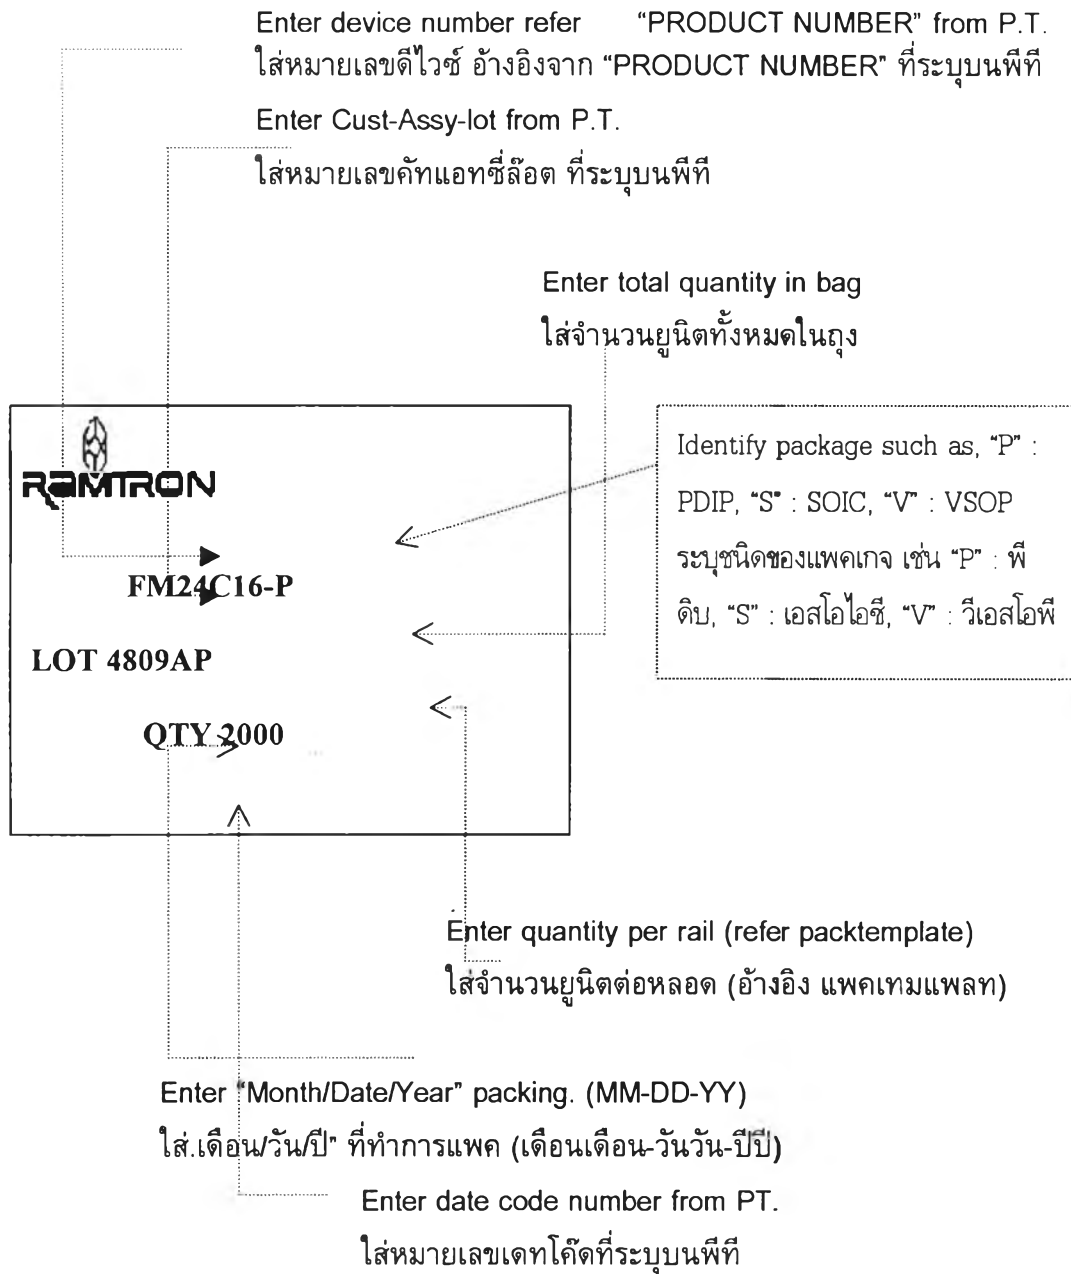 Enter device number refer “PRODUCT NUMBER” from P.T.
ใส่หมายเลขดีไวซ์ อ้างอิงจาก “PRODUCT NUMBER” ที่ระบุบนพีที
Enter Cust-Assy-lot from P.T.
ใส่หมายเลขคัทแอทซี่ล๊อต ที่ระบุบนพีที
Enter total quantity in bag
ใส่จำนวนยูนิตทั้งหมดในถุง
Identify package such as, “P” :
PDIP, “S” : SOIC, “V” : VSOP
ระบุชนิดของแพคเกจ เช่น “P” : พี
ดิบ, “S” : เอสโอไอซี, “V” : วีเอสโอพี
RAMTRON
FM24C16-P
LOT 4809AP
QTY 2000
Enter quantity per rail (refer packtemplate)
ใส่จำนวนยูนิตต่อหลอด (อ้างอิง แพคเทมแพลท)
Enter “Month/Date/Year” packing. (MM-DD-YY)
ใส่.เดือน/วัน/ปี” ที่ทำการแพค (เดือนเดือน-วันวัน-ปีปี)
Enter date code number from PT.
ใส่หมายเลขเดทโค๊ดที่ระบุบนพีที